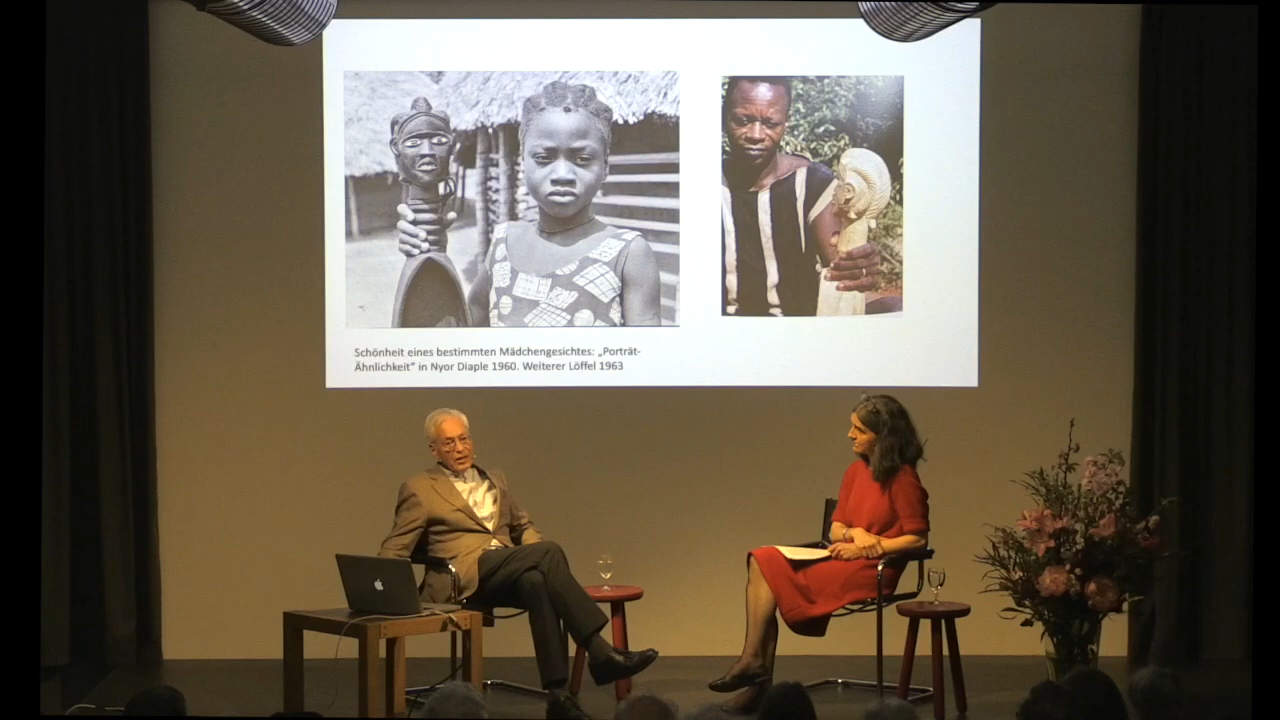 Schönheit eines bestimmten Mädchengesichtes: „Porträt-
Ähnlichkeit“ in Nyor Diaple 1960. Weiterer Löffel 1963